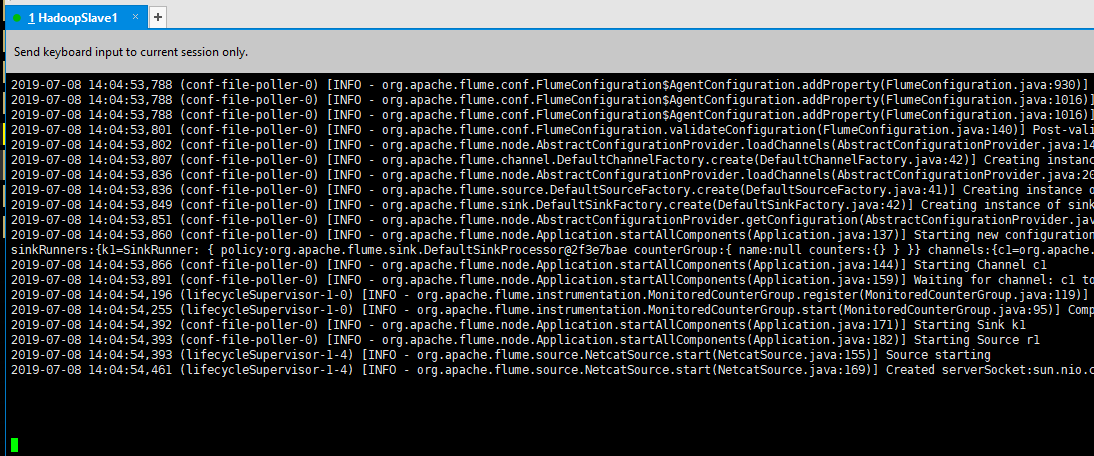 1 HadoopSlave1 × +
Send keyboard input to current session only.
2019-07-08 14:04:53,788 (conf-file-poller-0) [INFO - org.apache.flume.conf.FlumeConfiguration$AgentConfiguration.addProperty(FlumeConfiguration.java:930)]
2019-07-08 14:04:53,788 (conf-file-poller-0) [INFO - org.apache.flume.conf.FlumeConfiguration$AgentConfiguration.addProperty(FlumeConfiguration.java:1016)]
2019-07-08 14:04:53,788 (conf-file-poller-0) [INFO - org.apache.flume.conf.FlumeConfiguration$AgentConfiguration.addProperty(FlumeConfiguration.java:1016)]
2019-07-08 14:04:53,801 (conf-file-poller-0) [INFO - org.apache.flume.conf.FlumeConfiguration.validateConfiguration(FlumeConfiguration.java:140)] Post-vali
2019-07-08 14:04:53,802 (conf-file-poller-0) [INFO - org.apache.flume.node.AbstractConfigurationProvider.loadChannels(AbstractConfigurationProvider.java:14
2019-07-08 14:04:53,807 (conf-file-poller-0) [INFO - org.apache.flume.channel.DefaultChannelFactory.create(DefaultChannelFactory.java:42)] Creating instanc
2019-07-08 14:04:53,836 (conf-file-poller-0) [INFO - org.apache.flume.node.AbstractConfigurationProvider.loadChannels(AbstractConfigurationProvider.java:20
2019-07-08 14:04:53,836 (conf-file-poller-0) [INFO - org.apache.flume.source.DefaultSourceFactory.create(DefaultSourceFactory.java:41)] Creating instance o
2019-07-08 14:04:53,849 (conf-file-poller-0) [INFO - org.apache.flume.sink.DefaultSinkFactory.create(DefaultSinkFactory.java:42)] Creating instance of sink
2019-07-08 14:04:53,851 (conf-file-poller-0) [INFO - org.apache.flume.node.AbstractConfigurationProvider.getConfiguration(AbstractConfigurationProvider.jav
2019-07-08 14:04:53,860 (conf-file-poller-0) [INFO - org.apache.flume.node.Application.startAllComponents(Application.java:137)] Starting new configuration
sinkRunners:{k1=SinkRunner: { policy:org.apache.flume.sink.DefaultSinkProcessor@2f3e7bae counterGroup:{ name:null counters:{} } }} channels:{c1=org.apache.
2019-07-08 14:04:53,866 (conf-file-poller-0) [INFO - org.apache.flume.node.Application.startAllComponents(Application.java:144)] Starting Channel c1
2019-07-08 14:04:53,891 (conf-file-poller-0) [INFO - org.apache.flume.node.Application.startAllComponents(Application.java:159)] Waiting for channel: c1 to
2019-07-08 14:04:54,196 (lifecycleSupervisor-1-0) [INFO - org.apache.flume.instrumentation.MonitoredCounterGroup.register(MonitoredCounterGroup.java:119)]
2019-07-08 14:04:54,255 (lifecycleSupervisor-1-0) [INFO - org.apache.flume.instrumentation.MonitoredCounterGroup.start(MonitoredCounterGroup.java:95)] Comp
2019-07-08 14:04:54,392 (conf-file-poller-0) [INFO - org.apache.flume.node.Application.startAllComponents(Application.java:171)] Starting Sink k1
2019-07-08 14:04:54,393 (conf-file-poller-0) [INFO - org.apache.flume.node.Application.startAllComponents(Application.java:182)] Starting Source r1
2019-07-08 14:04:54,393 (lifecycleSupervisor-1-4) [INFO - org.apache.flume.source.NetcatSource.start(NetcatSource.java:155)] Source starting
2019-07-08 14:04:54,461 (lifecycleSupervisor-1-4) [INFO - org.apache.flume.source.NetcatSource.start(NetcatSource.java:169)] Created serverSocket:sun.nio.c